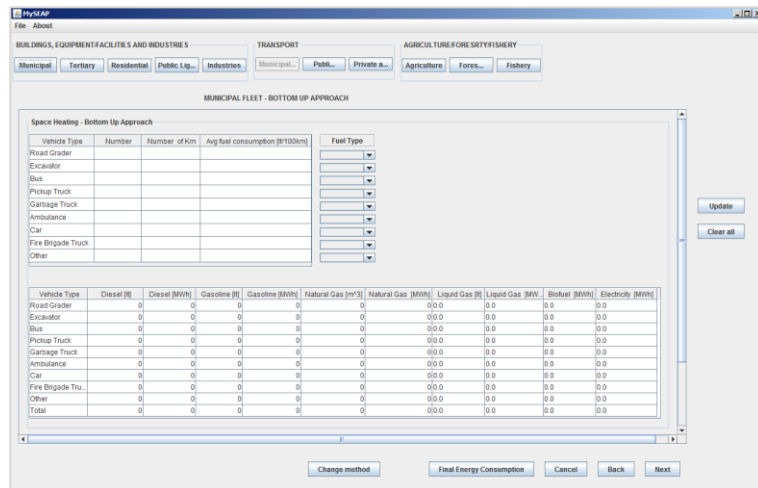 MySEAP
File About
BUILDINGS, EQUIPMENT/FACILITIES AND INDUSTRIES TRANSPORT AGRICULTURE/FORESRTY/FISHERY
Municipal Tertiary Residential Public Lig... Industries Municipal... Publi... Private a... Agriculture Fores... Fishery
MUNICIPAL FLEET - BOTTOM UP APPROACH
Space Heating - Bottom Up Approach
Vehicle Type Number Number of Km Avg fuel consumption [lt/100km] Fuel Type
Road Grader
Excavator
Bus
Pickup Truck
Garbage Truck
Ambulance
Car
Fire Brigade Truck
Other
Update
Clear all
Vehicle Type Diesel [lt] Diesel [MWh] Gasoline [lt] Gasoline [MWh] Natural Gas [m^3] Natural Gas [MWh] Liquid Gas [lt] Liquid Gas [MW... Biofuel [MWh] Electricity [MWh]
Road Grader 0 0 0 0 0 0 0.0 0.0 0.0 0.0
Excavator 0 0 0 0 0 0 0.0 0.0 0.0 0.0
Bus 0 0 0 0 0 0 0.0 0.0 0.0 0.0
Pickup Truck 0 0 0 0 0 0 0.0 0.0 0.0 0.0
Garbage Truck 0 0 0 0 0 0 0.0 0.0 0.0 0.0
Ambulance 0 0 0 0 0 0 0.0 0.0 0.0 0.0
Car 0 0 0 0 0 0 0.0 0.0 0.0 0.0
Fire Brigade Tru... 0 0 0 0 0 0 0.0 0.0 0.0 0.0
Other 0 0 0 0 0 0 0.0 0.0 0.0 0.0
Total 0 0 0 0 0 0 0.0 0.0 0.0 0.0
Change method Final Energy Consumption Cancel Back Next